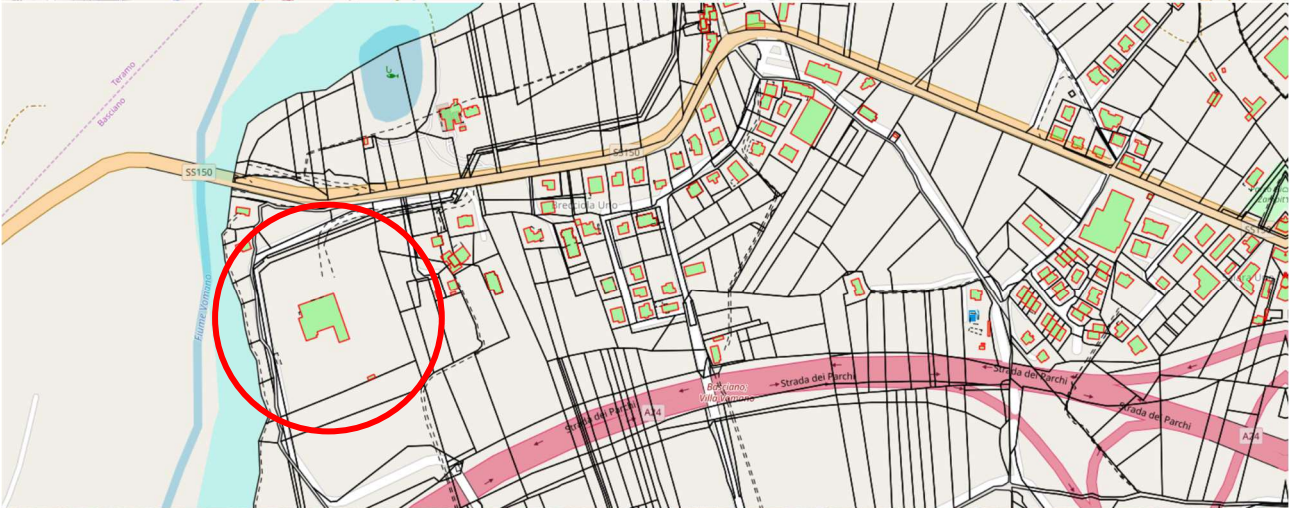 Teramo
Basciano
SS150
SS150
Brecciola Uno
Fiume Vomano
Basciano;
Villa Vomano
Strada dei Parchi
Strada dei Parchi
Strada dei Parchi
Strada dei Parchi
A24
A24